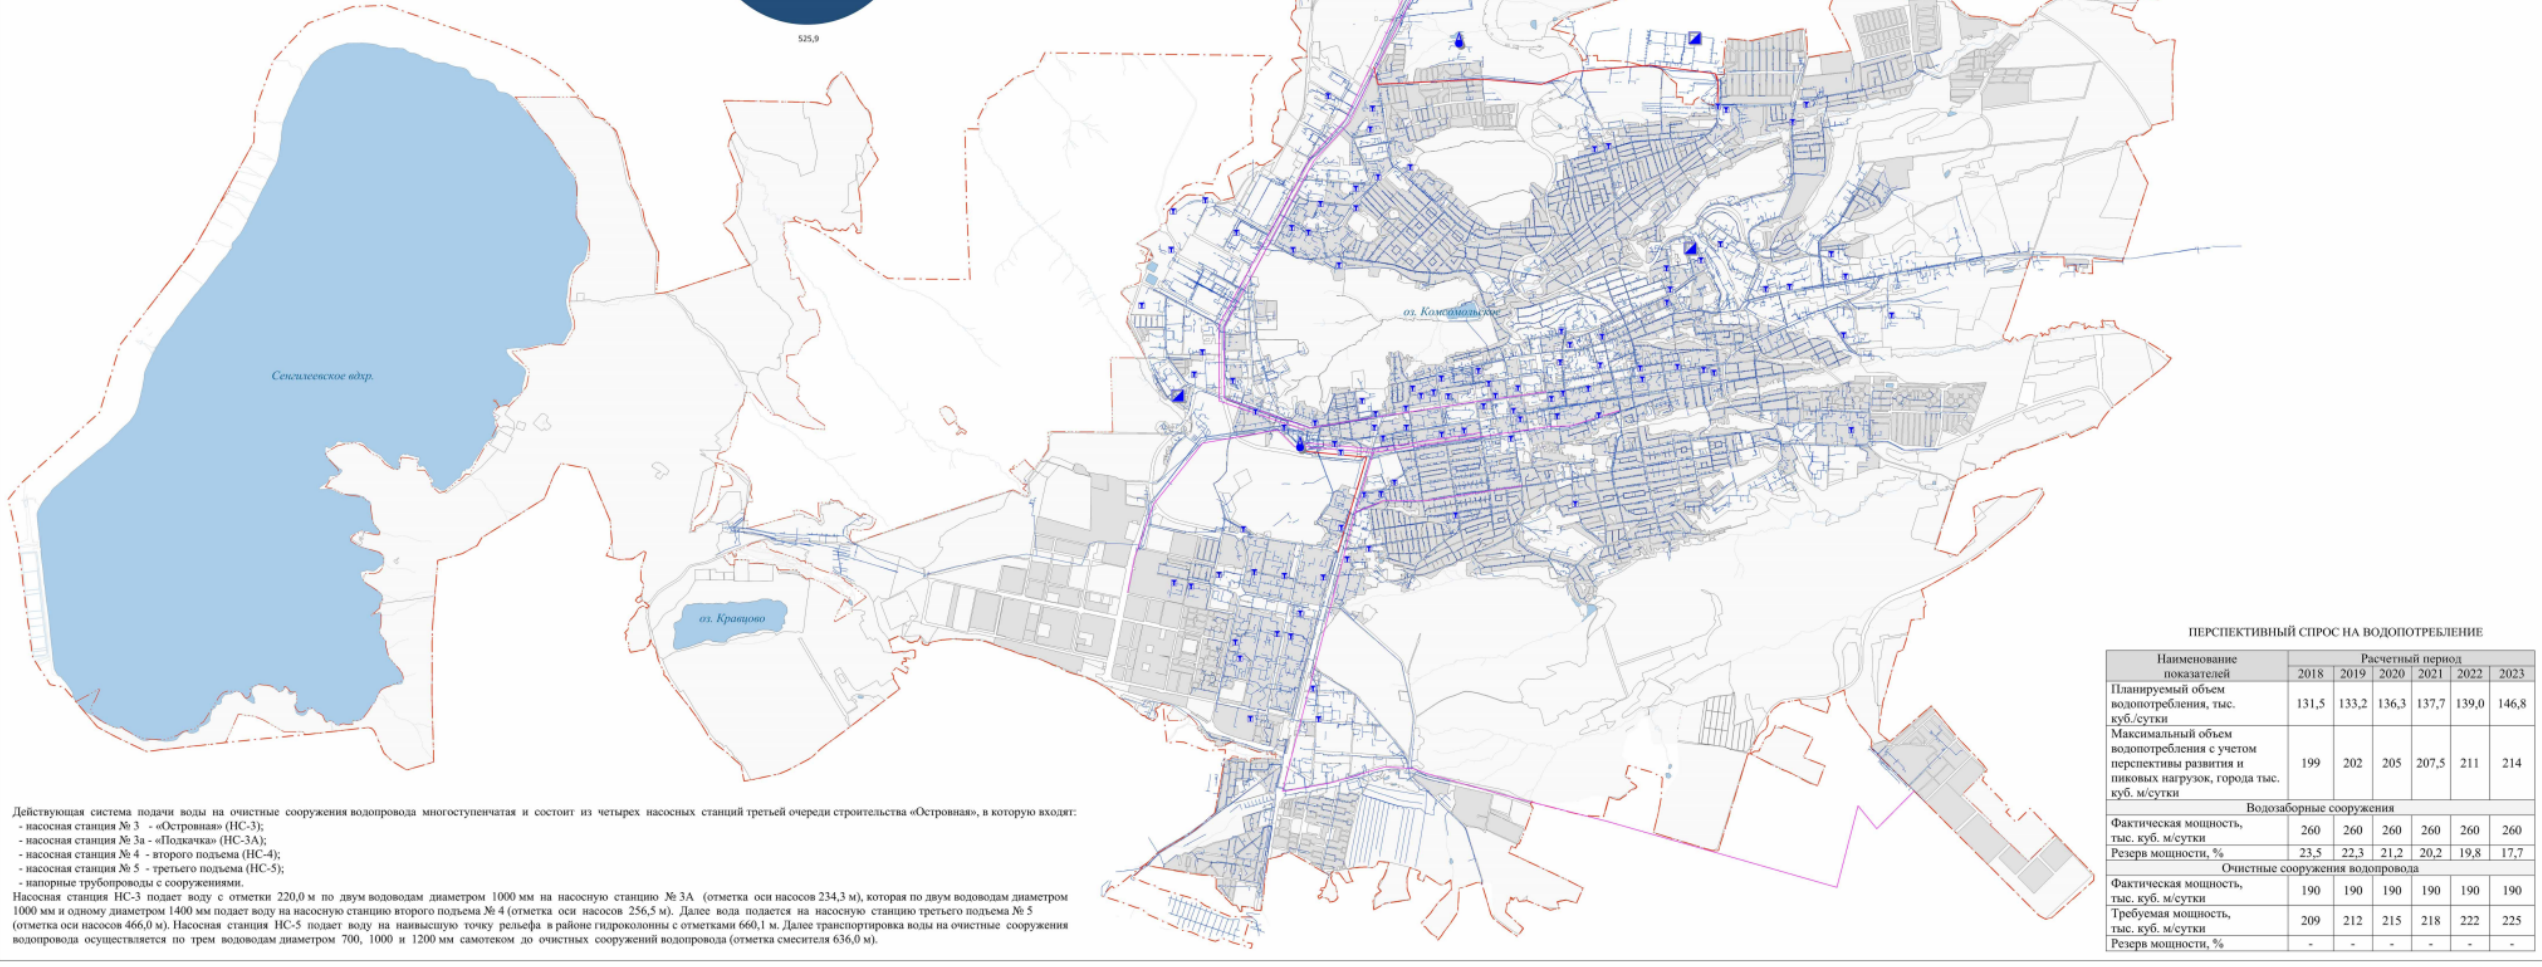 525,9
оз. Комсомольское
Сенгилеевское вдхр.
оз. Кравцово
ПЕРСПЕКТИВНЫЙ СПРОС НА ВОДОПОТРЕБЛЕНИЕ
Наименование показателей Расчетный период
2018 2019 2020 2021 2022 2023
Планируемый объем
водопотребления, тыс.
куб./сутки
131,5 133,2 136,3 137,7 139,0 146,8
Максимальный объем
водопотребления с учетом
перспективы развития и
пиковых нагрузок, города тыс.
куб. м/сутки
199 202 205 207,5 211 214
Водозаборные сооружения
Фактическая мощность,
тыс. куб. м/сутки
260 260 260 260 260 260
Резерв мощности, % 23,5 22,3 21,2 20,2 19,8 17,7
Очистные сооружения водопровода
Фактическая мощность,
тыс. куб. м/сутки
190 190 190 190 190 190
Требуемая мощность,
тыс. куб. м/сутки
209 212 215 218 222 225
Резерв мощности, % - - - - - -
Действующая система подачи воды на очистные сооружения водопровода многоступенчатая и состоит из четырех насосных станций третьей очереди строительства «Островная», в которую входят:
- насосная станция № 3 - «Островная» (НС-3);
- насосная станция № 3а - «Подкачка» (НС-3А);
- насосная станция № 4 - второго подъема (НС-4);
- насосная станция № 5 - третьего подъема (НС-5);
- напорные трубопроводы с сооружениями.
Насосная станция НС-3 подает воду с отметки 220,0 м по двум водоводам диаметром 1000 мм на насосную станцию № 3А (отметка оси насосов 234,3 м), которая по двум водоводам диаметром
1000 мм и одному диаметром 1400 мм подает воду на насосную станцию второго подъема № 4 (отметка оси насосов 256,5 м). Далее вода подается на насосную станцию третьего подъема № 5
(отметка оси насосов 466,0 м). Насосная станция НС-5 подает воду на наивысшую точку рельефа в районе гидроколонны с отметками 660,1 м. Далее транспортировка воды на очистные сооружения
водопровода осуществляется по трем водоводам диаметром 700, 1000 и 1200 мм самотеком до очистных сооружений водопровода (отметка смесителя 636,0 м).